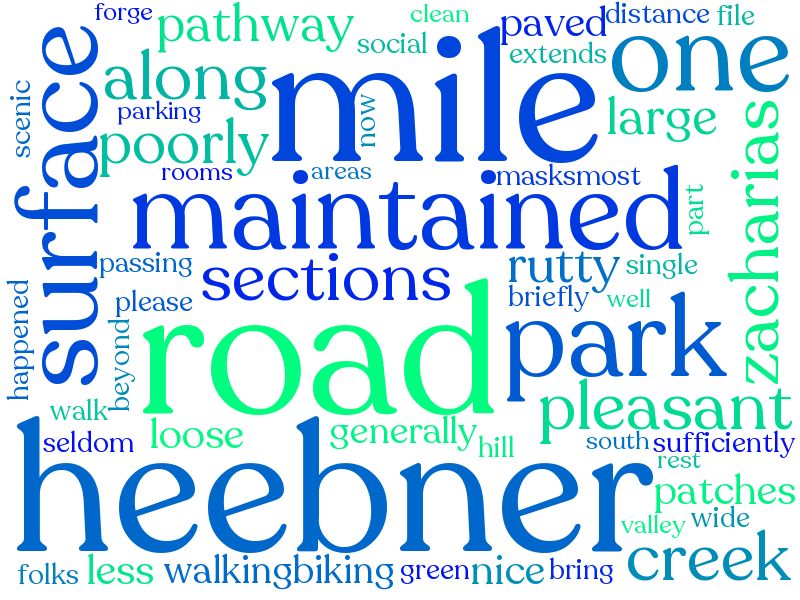 forge
pathway
clean
social
paved
distance
file
extends
one
surface
scenic
along
parking
mile
now
large
poorly
rooms
areas
masksmost
zacharias
maintained
part
passing
sections
rutty
single
briefly
well
please
happened
beyond
road
park
pleasant
walk
seldom
loose
generally
hill
south
sufficiently
rest
heebner
patches
valley
wide
creek
folks
less
walkingbiking
green
nice
bring